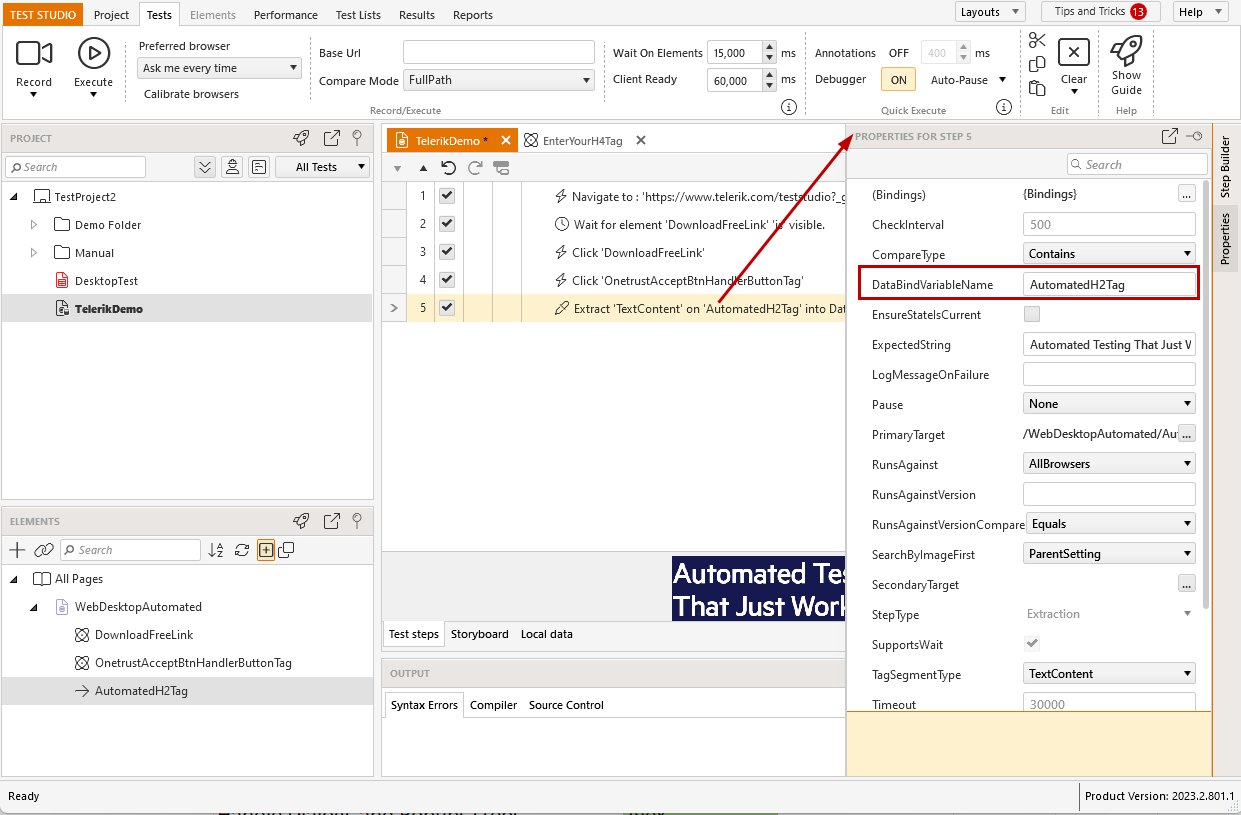 TEST STUDIO Project Tests Elements Performance Test Lists Results Reports Layouts Tips and Tricks 13 Help
Record
Execute
Preferred browser
Ask me every time
Calibrate browsers
Base Url
Compare Mode FullPath
Record/Execute
Wait On Elements 15,000 ms
Client Ready 60,000 ms
Annotations OFF 400 ms
Debugger ON Auto-Pause
Quick Execute
Clear
Edit
Show
Guide
Help
PROJECT
Search All Tests
TestProject2
Demo Folder
Manual
DesktopTest
TelerikDemo
ELEMENTS
Search
All Pages
WebDesktopAutomated
DownloadFreeLink
OnetrustAcceptBtnHandlerButtonTag
AutomatedH2Tag
TelerikDemo * EnterYourH4Tag
1 Navigate to : 'https://www.telerik.com/teststudio?_g
2 Wait for element 'DownloadFreeLink' 'is' visible.
3 Click 'DownloadFreeLink'
4 Click 'OnetrustAcceptBtnHandlerButtonTag'
5 Extract 'TextContent' on 'AutomatedH2Tag' into Dat
Automated Tes
That Just Work
Test steps Storyboard Local data
OUTPUT
Syntax Errors Compiler Source Control
PROPERTIES FOR STEP 5
Search
(Bindings) {Bindings} ...
CheckInterval 500
CompareType Contains
DataBindVariableName AutomatedH2Tag
EnsureStateIsCurrent
ExpectedString Automated Testing That Just W
LogMessageOnFailure
Pause None
PrimaryTarget /WebDesktopAutomated/Aut ...
RunsAgainst AllBrowsers
RunsAgainstVersion
RunsAgainstVersionCompare Equals
SearchByImageFirst ParentSetting
SecondaryTarget ...
StepType Extraction
SupportsWait
TagSegmentType TextContent
Timeout 30000
Step Builder
Properties
Ready Product Version: 2023.2.801.1